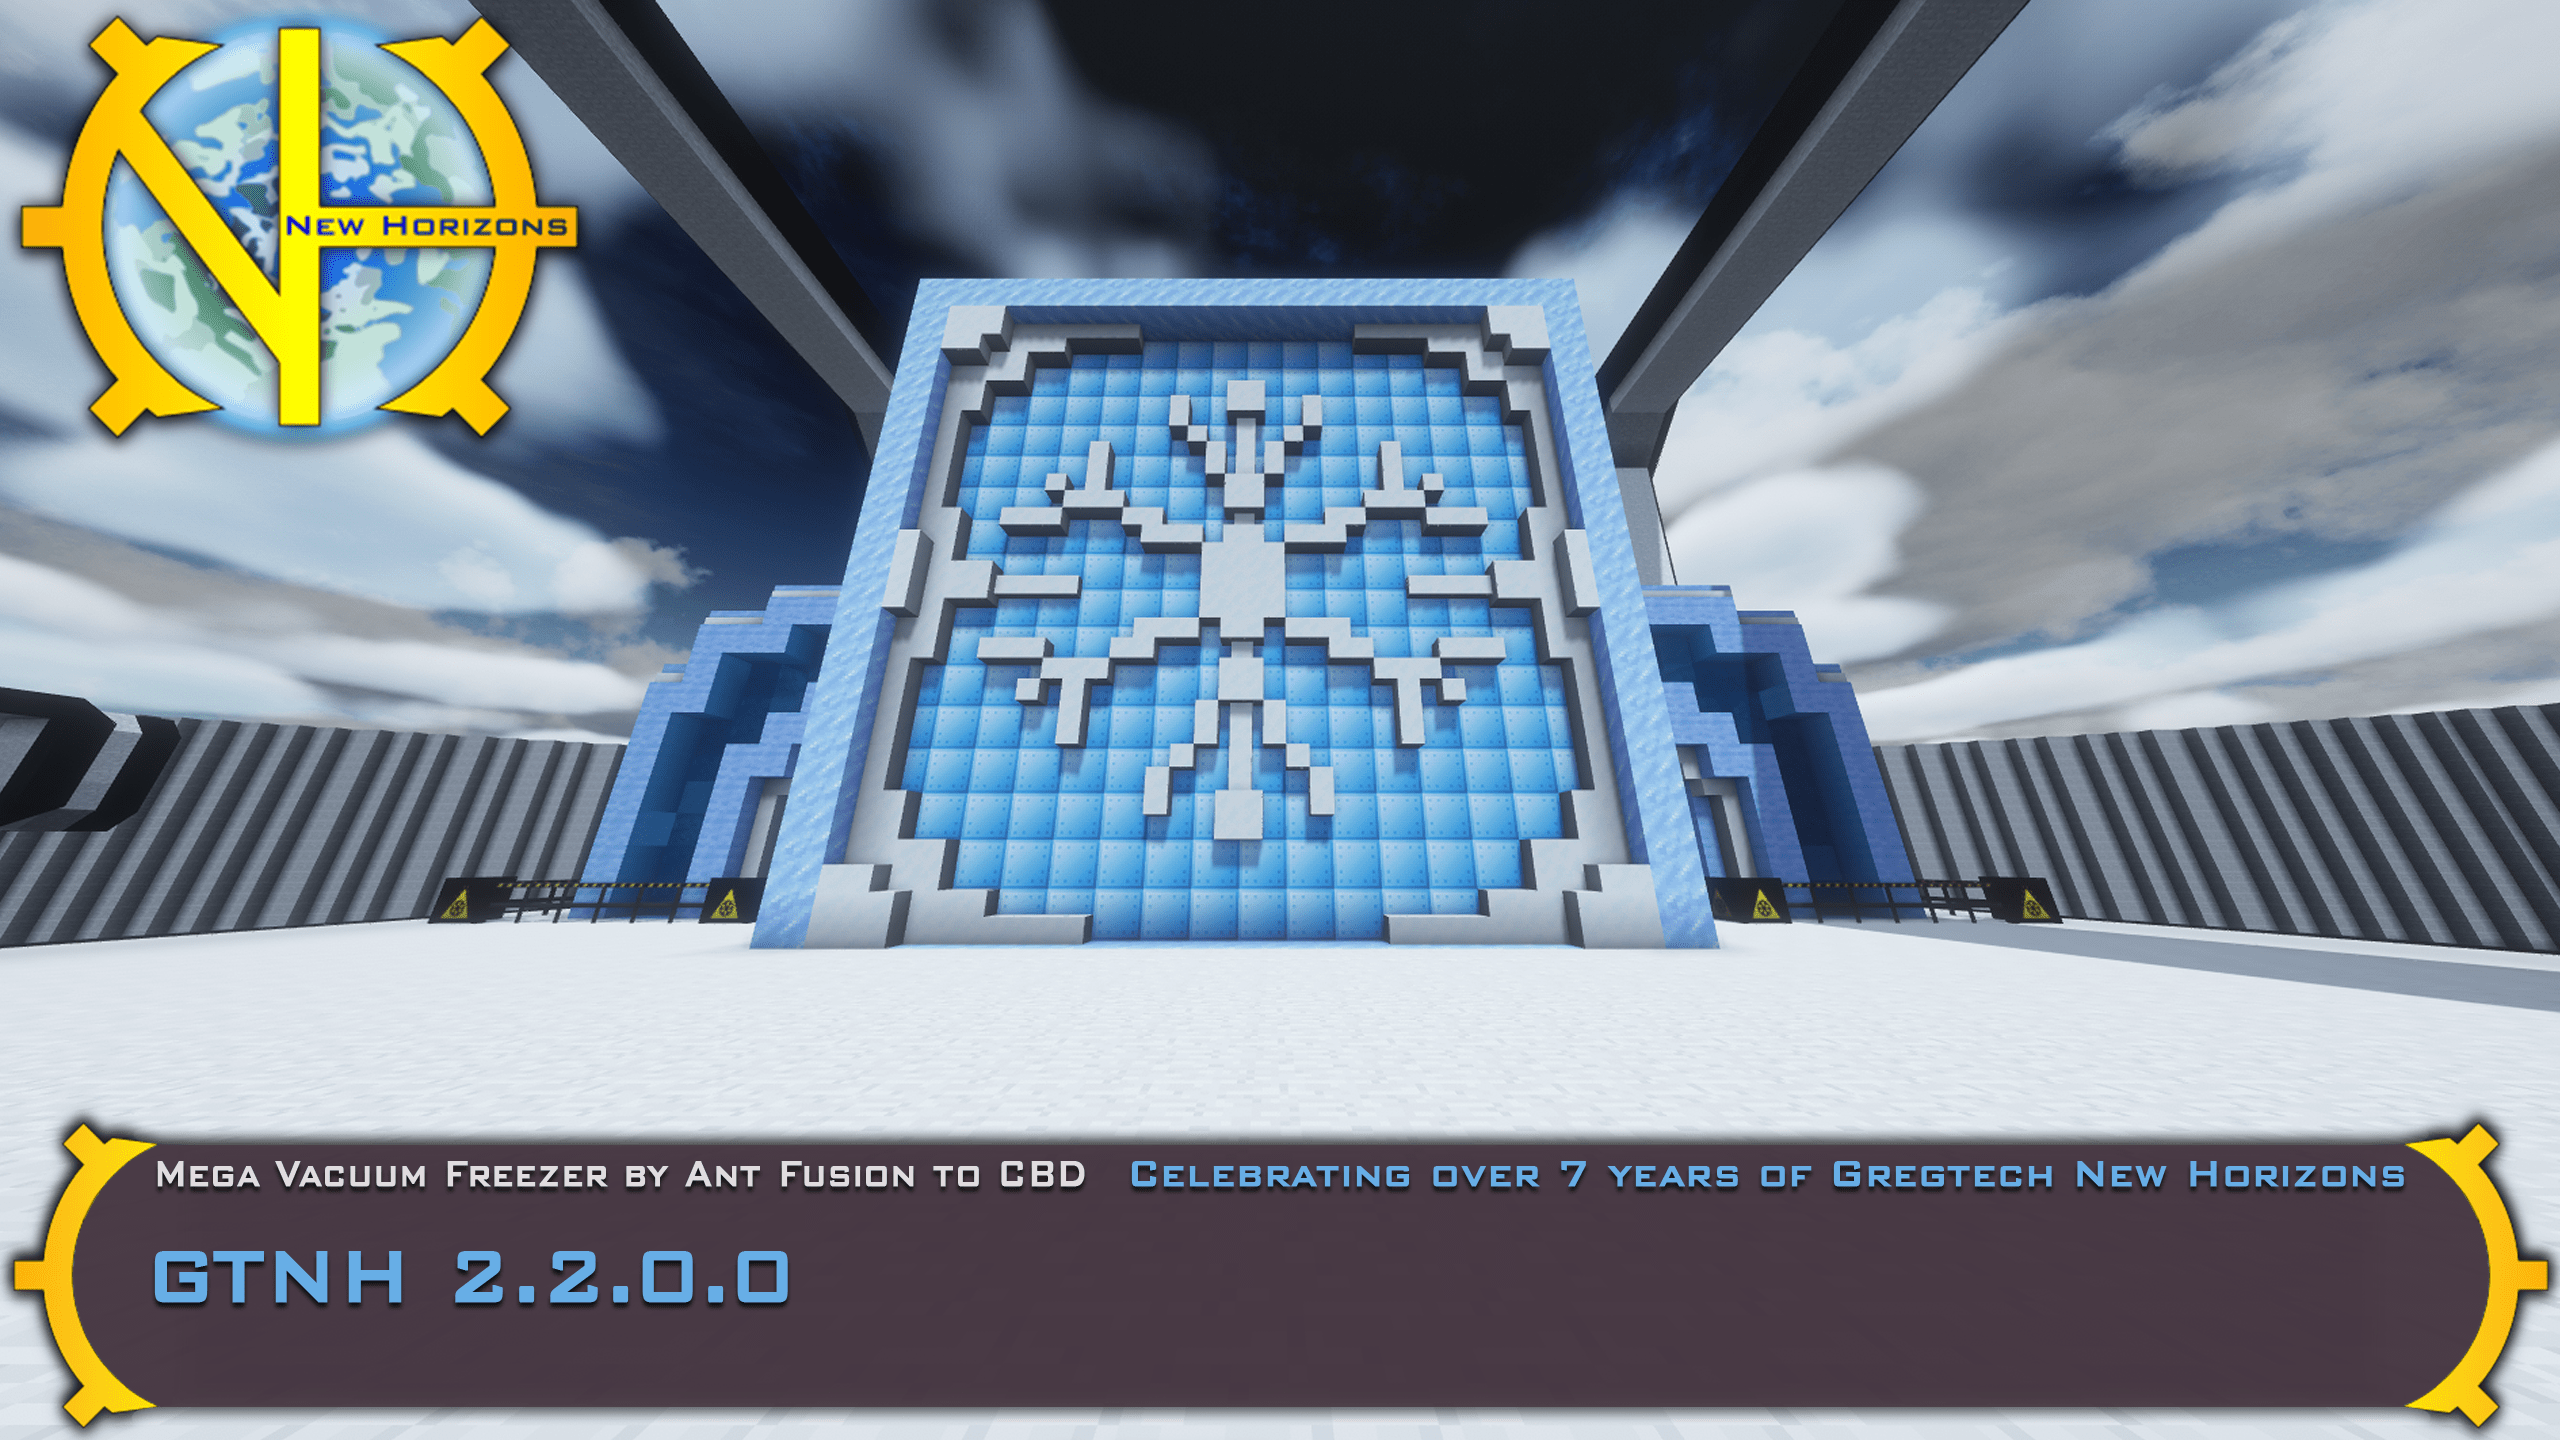 New Horizons
Mega Vacuum Freezer by Ant Fusion to CBD Celebrating over 7 years of Gregtech New Horizons
GTNH 2.2.0.0